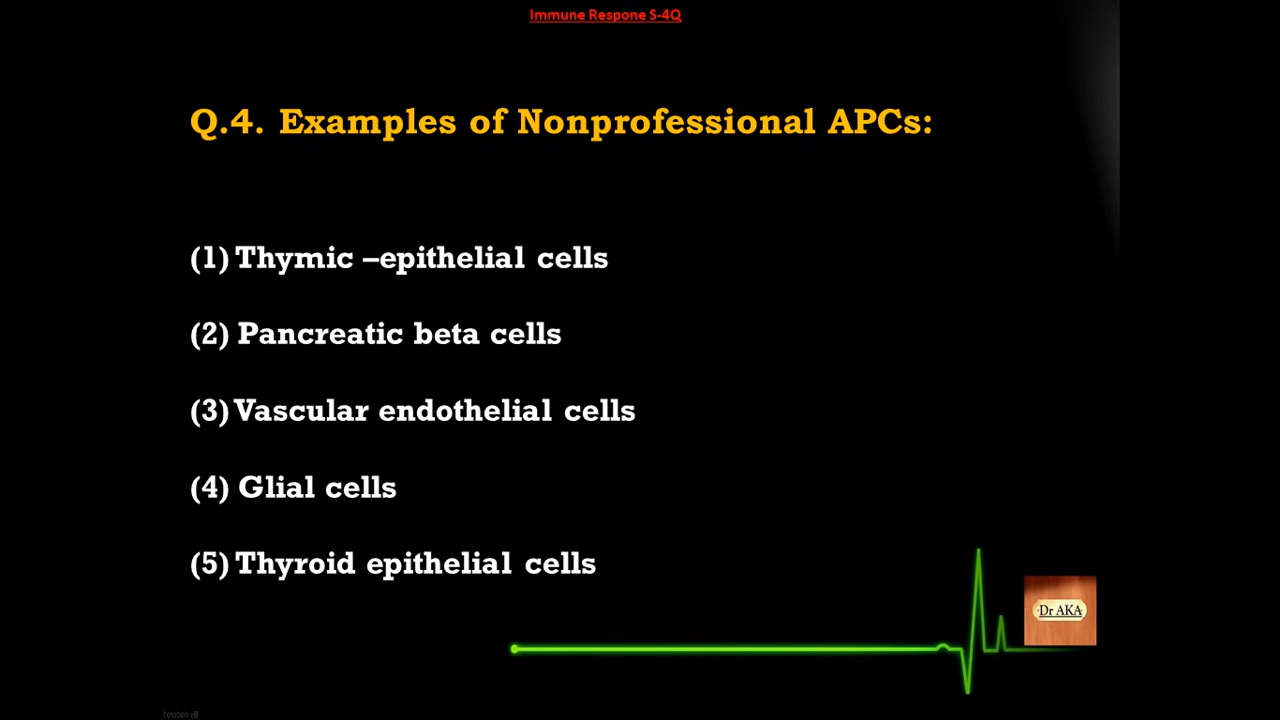 Immune Respone S-4Q
Q.4. Examples of Nonprofessional APCs:
(1) Thymic –epithelial cells
(2) Pancreatic beta cells
(3) Vascular endothelial cells
(4) Glial cells
(5) Thyroid epithelial cells
Dr AKA